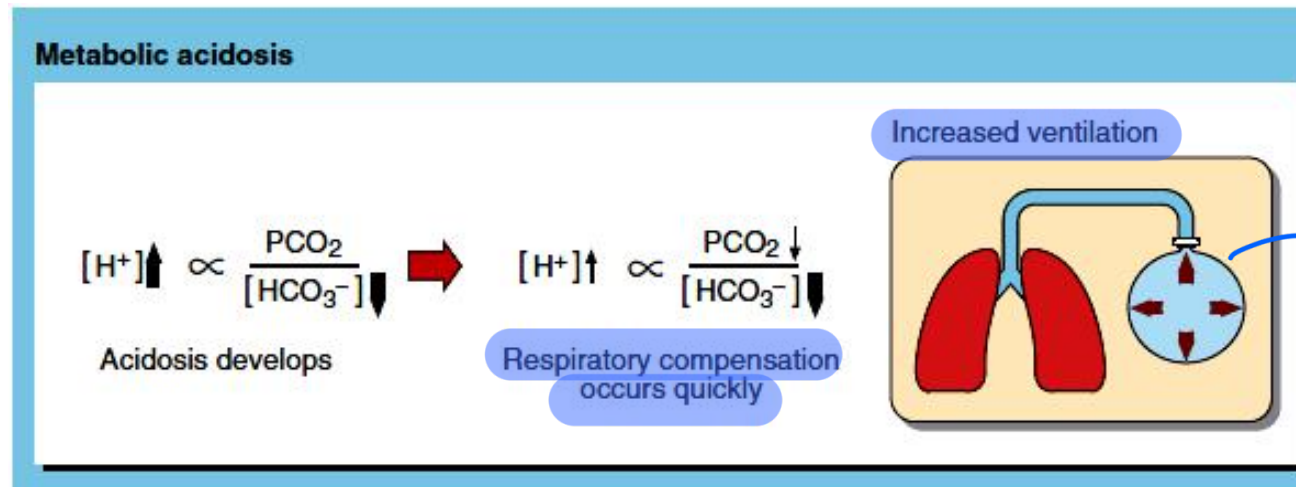 Metabolic acidosis
Increased ventilation
[H⁺]⬆ ∝ PCO₂ / [HCO₃⁻]⬇ ➡ [H⁺]↑ ∝ PCO₂↓ / [HCO₃⁻]⬇
Acidosis develops
Respiratory compensation
occurs quickly